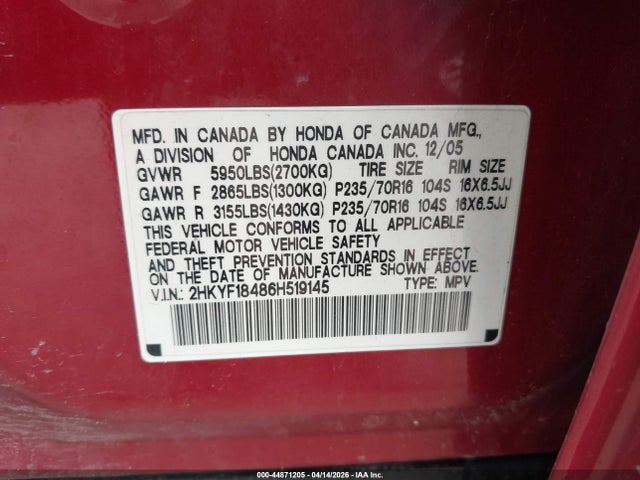 MFD. IN CANADA BY HONDA OF CANADA MFG.,
A DIVISION OF HONDA CANADA INC. 12/05
GVWR 5950LBS(2700KG) TIRE SIZE RIM SIZE
GAWR F 2865LBS(1300KG) P235/70R16 104S 16X6.5JJ
GAWR R 3155LBS(1430KG) P235/70R16 104S 16X6.5JJ
THIS VEHICLE CONFORMS TO ALL APPLICABLE
FEDERAL MOTOR VEHICLE SAFETY
AND THEFT PREVENTION STANDARDS IN EFFECT
ON THE DATE OF MANUFACTURE SHOWN ABOVE.
V.I.N.: 2HKYF18486H519145 TYPE: MPV
000-44871205 - 04/14/2026 - IAA Inc.